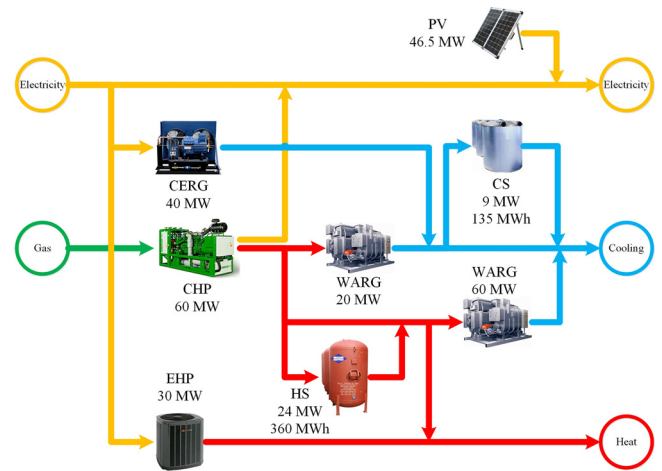 PV
46.5 MW
Electricity
Electricity
CERG
40 MW
CS
9 MW
135 MWh
Gas
CHP
60 MW
WARG
20 MW
WARG
60 MW
Cooling
EHP
30 MW
HS
24 MW
360 MWh
Heat